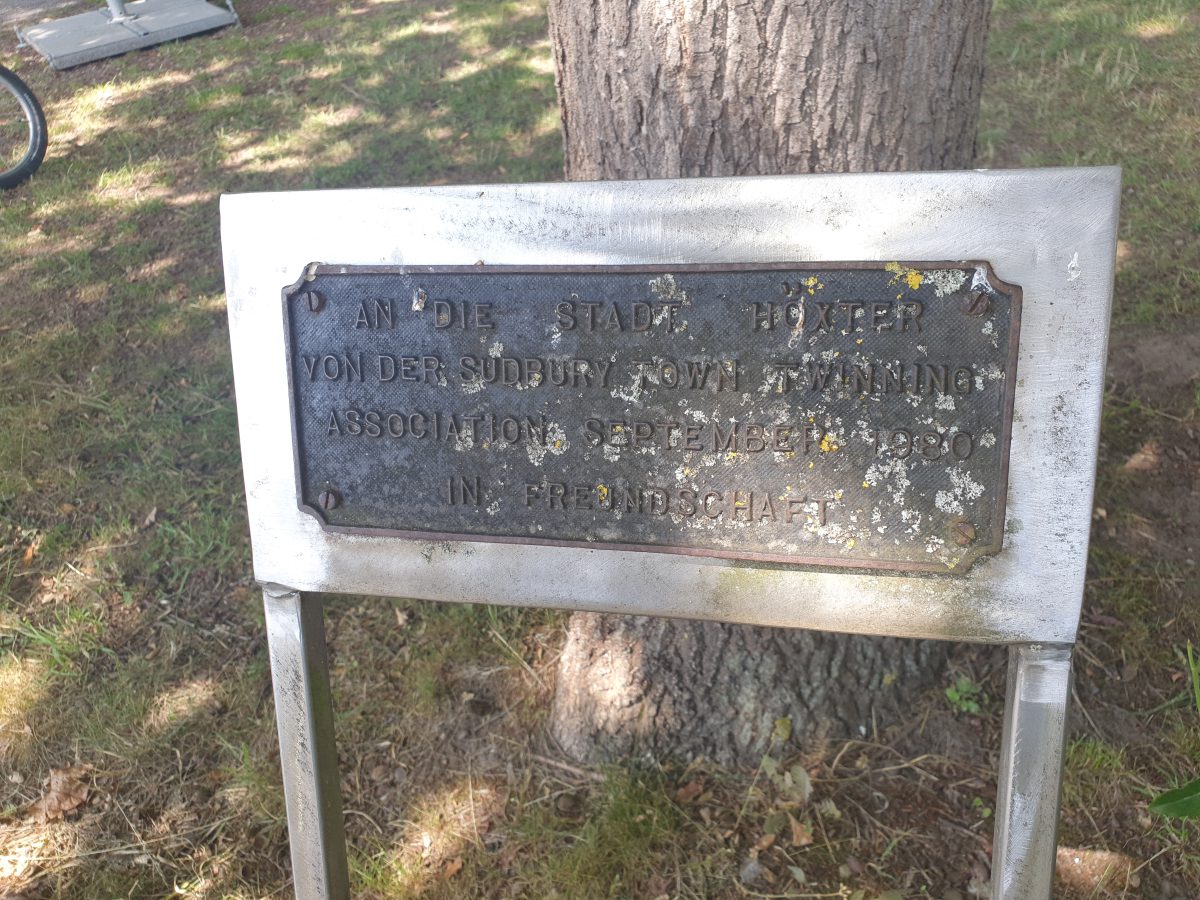 AN DIE STADT HÖXTER
VON DER SUDBURY TOWN TWINNING
ASSOCIATION. SEPTEMBER 1980
IN FREUNDSCHAFT